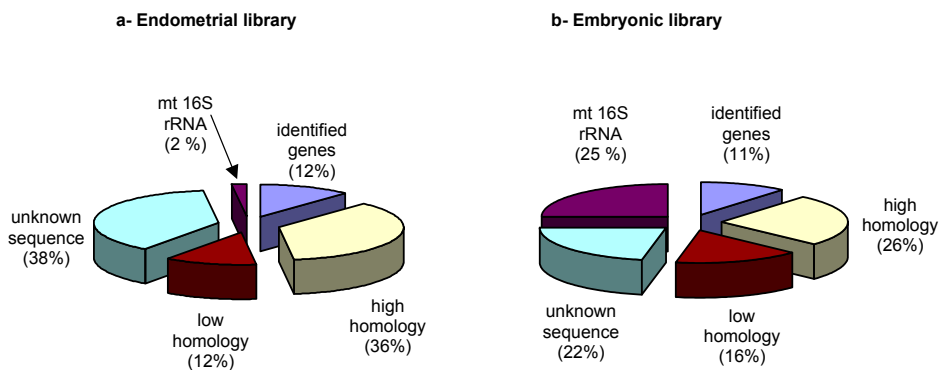 a- Endometrial library
mt 16S
rRNA
(2 %)
identified
genes
(12%)
unknown
sequence
(38%)
low
homology
(12%)
high
homology
(36%)
b- Embryonic library
mt 16S
rRNA
(25 %)
identified
genes
(11%)
high
homology
(26%)
unknown
sequence
(22%)
low
homology
(16%)